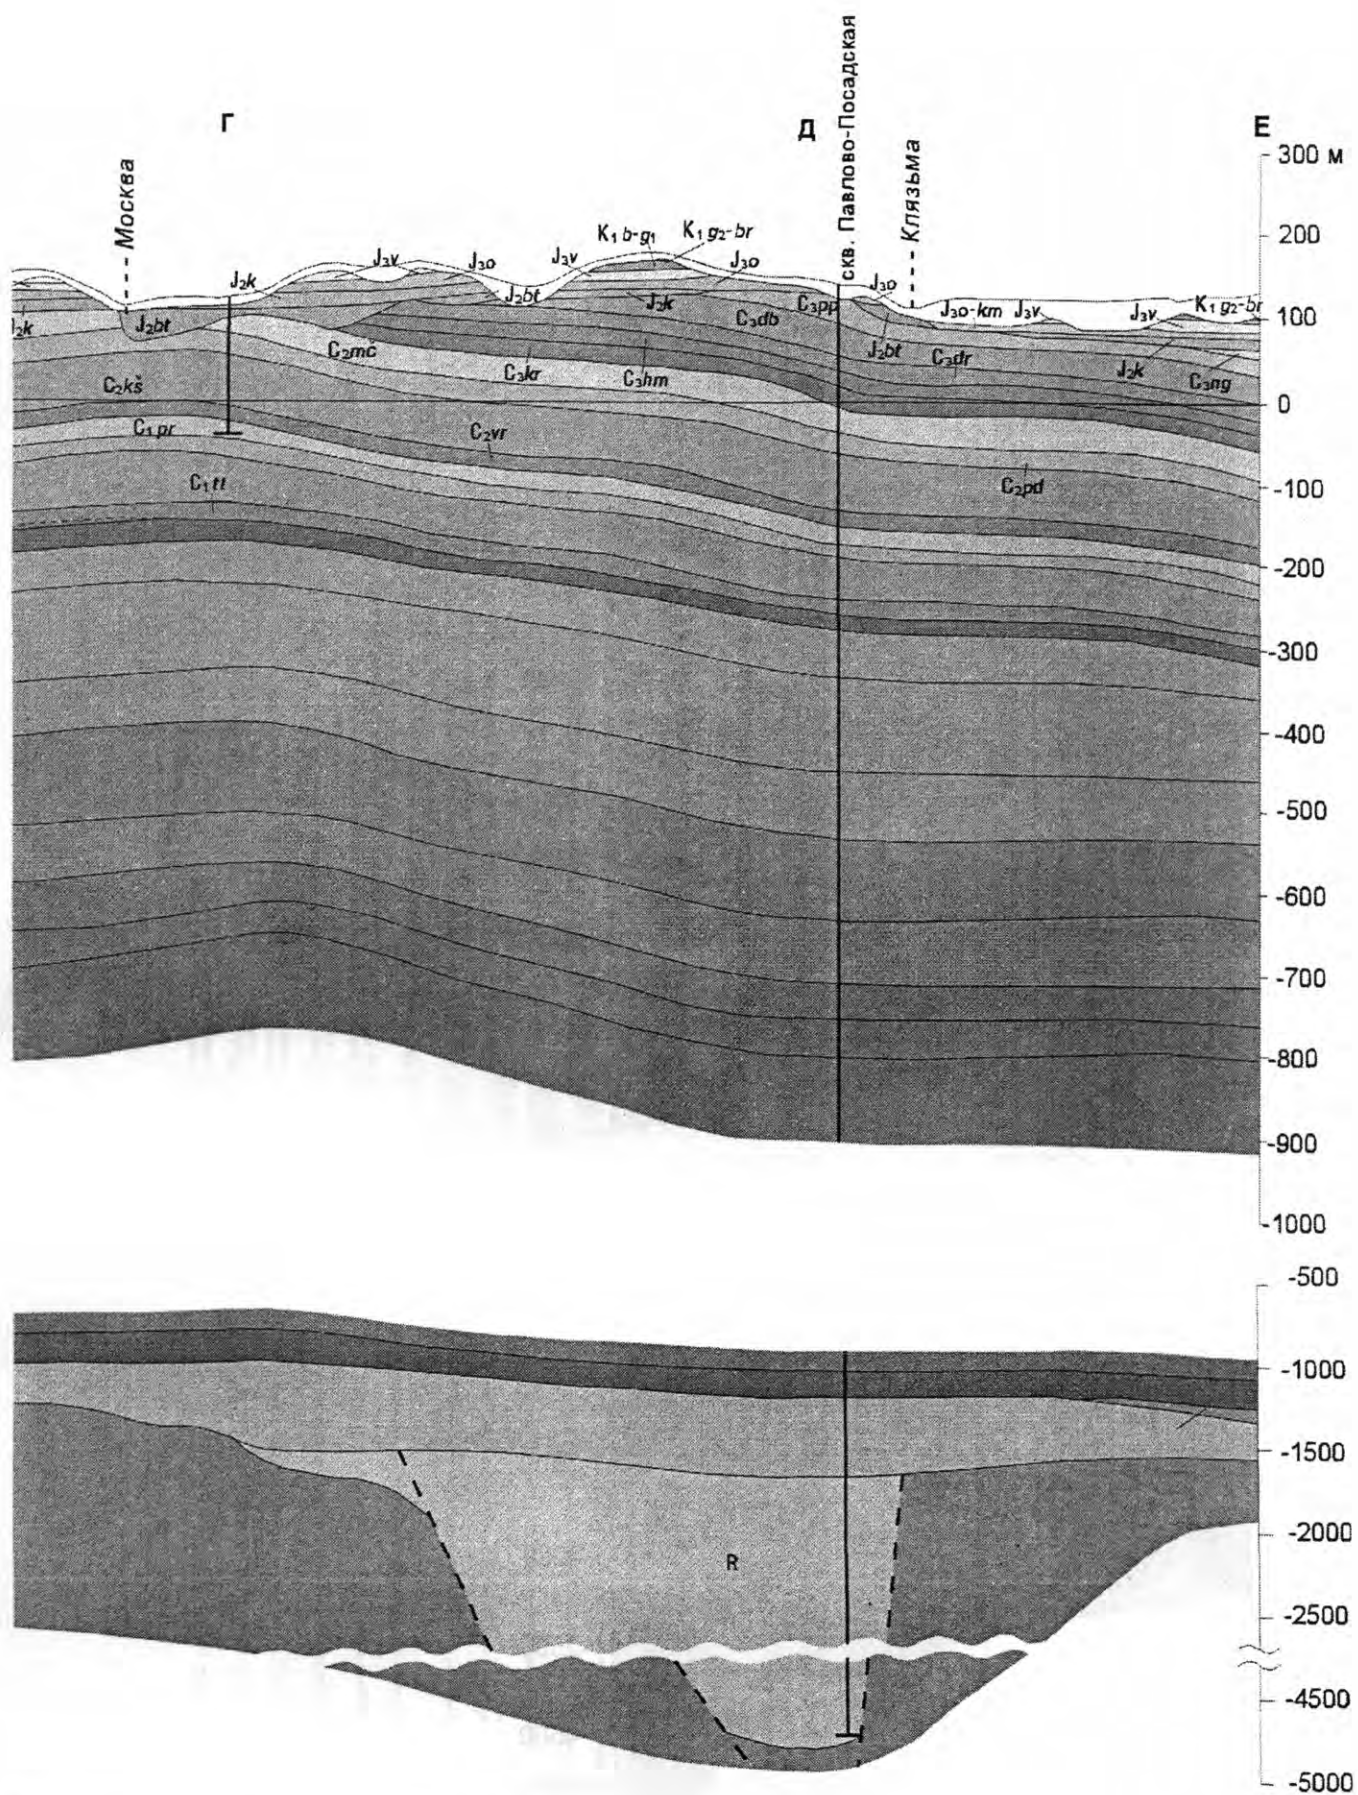 Г
Д
Е
Москва
скв. Павлово-Посадская
Клязьма
300 м
200
100
0
-100
-200
-300
-400
-500
-600
-700
-800
-900
-1000
K₁ b-g₁
K₁ g₂-br
J₃v
J₃o
J₃v
J₃o
J₂k
J₂bt
J₂k
C₃pp
J₃o
J₃o-km
J₃v
J₃v
K₁ g₂-br
J₂k
J₂bt
C₃db
J₂bt
C₃dr
J₂k
C₃ng
C₂mč
C₃kr
C₃hm
C₂kš
C₁pr
C₂vr
C₂pd
C₁tt
-500
-1000
-1500
-2000
-2500
-4500
-5000
R